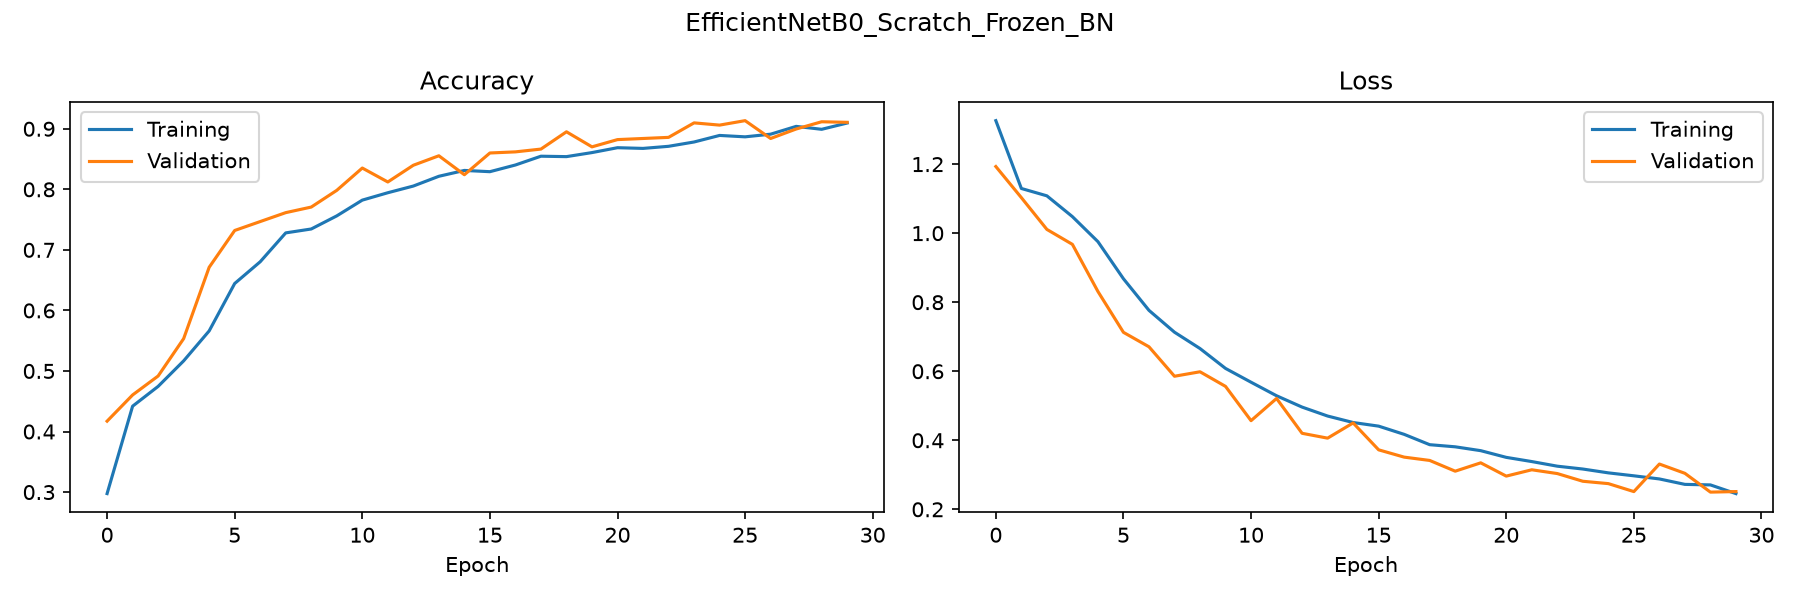 EfficientNetB0_Scratch_Frozen_BN
Accuracy
Training
Validation
0.9
0.8
0.7
0.6
0.5
0.4
0.3
0 5 10 15 20 25 30
Epoch
Loss
Training
Validation
1.2
1.0
0.8
0.6
0.4
0.2
0 5 10 15 20 25 30
Epoch